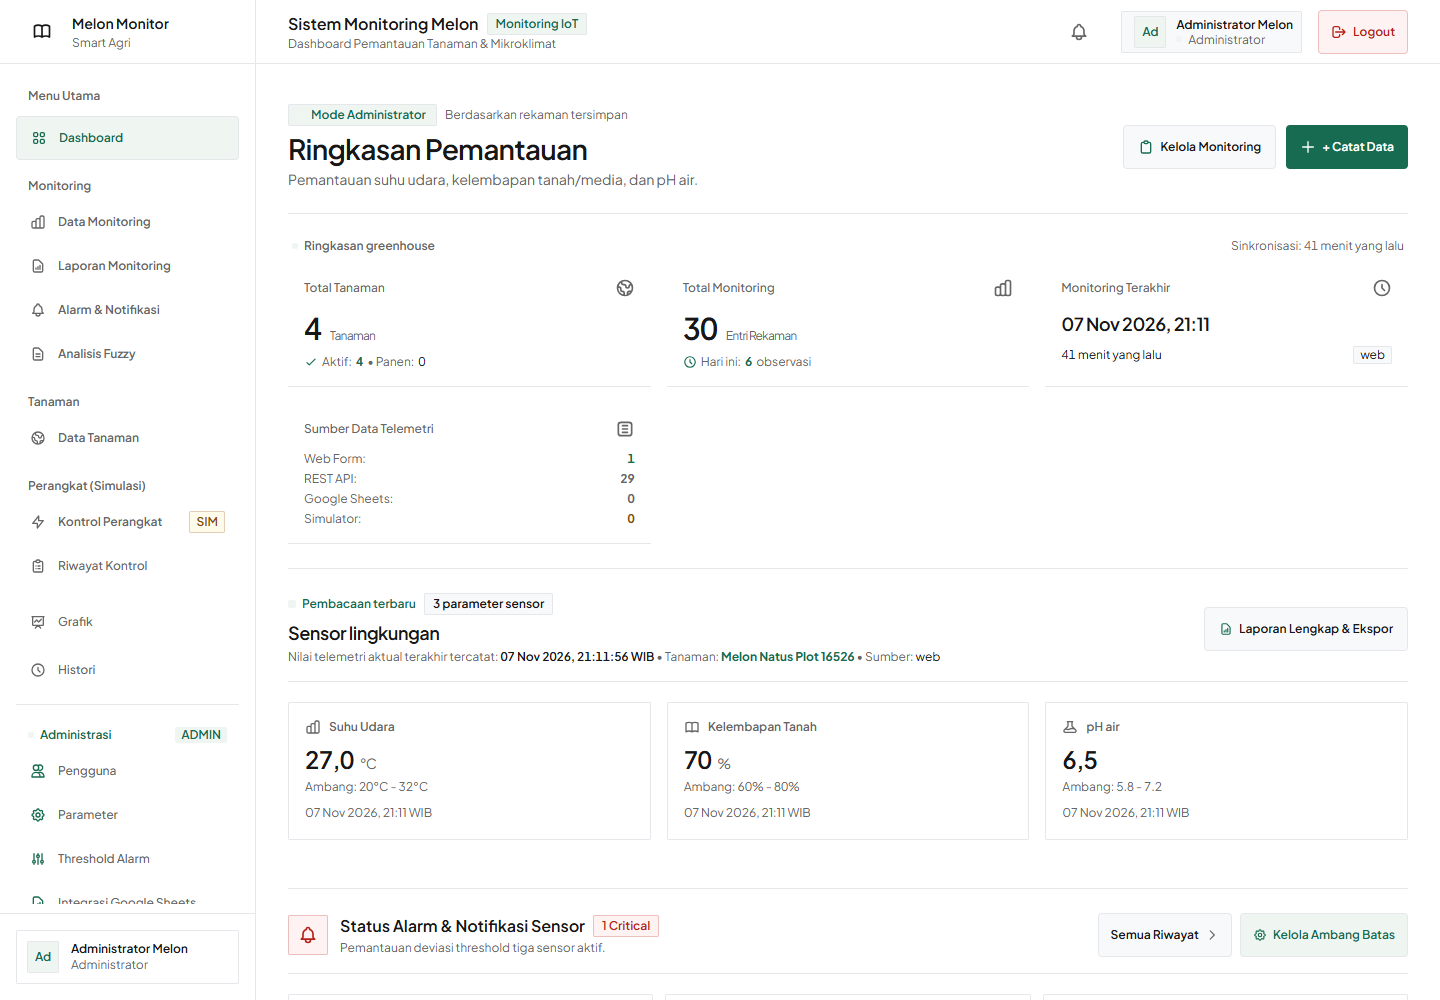 Melon Monitor
Smart Agri
Sistem Monitoring Melon
Monitoring IoT
Dashboard Pemantauan Tanaman & Mikroklimat
Ad
Administrator Melon
Administrator
Logout
Menu Utama
Dashboard
Monitoring
Data Monitoring
Laporan Monitoring
Alarm & Notifikasi
Analisis Fuzzy
Tanaman
Data Tanaman
Perangkat (Simulasi)
Kontrol Perangkat
SIM
Riwayat Kontrol
Grafik
Histori
Administrasi
ADMIN
Pengguna
Parameter
Threshold Alarm
Integrasi Google Sheets
Ad
Administrator Melon
Administrator
Mode Administrator
Berdasarkan rekaman tersimpan
Ringkasan Pemantauan
Pemantauan suhu udara, kelembapan tanah/media, dan pH air.
Kelola Monitoring
+ Catat Data
Ringkasan greenhouse
Sinkronisasi: 41 menit yang lalu
Total Tanaman
4 Tanaman
Aktif: 4 • Panen: 0
Total Monitoring
30 Entri Rekaman
Hari ini: 6 observasi
Monitoring Terakhir
07 Nov 2026, 21:11
41 menit yang lalu
web
Sumber Data Telemetri
Web Form: 1
REST API: 29
Google Sheets: 0
Simulator: 0
Pembacaan terbaru
3 parameter sensor
Sensor lingkungan
Nilai telemetri aktual terakhir tercatat: 07 Nov 2026, 21:11:56 WIB • Tanaman: Melon Natus Plot 16526 • Sumber: web
Laporan Lengkap & Ekspor
Suhu Udara
27,0 °C
Ambang: 20°C - 32°C
07 Nov 2026, 21:11 WIB
Kelembapan Tanah
70 %
Ambang: 60% - 80%
07 Nov 2026, 21:11 WIB
pH air
6,5
Ambang: 5.8 - 7.2
07 Nov 2026, 21:11 WIB
Status Alarm & Notifikasi Sensor
1 Critical
Pemantauan deviasi threshold tiga sensor aktif.
Semua Riwayat
Kelola Ambang Batas